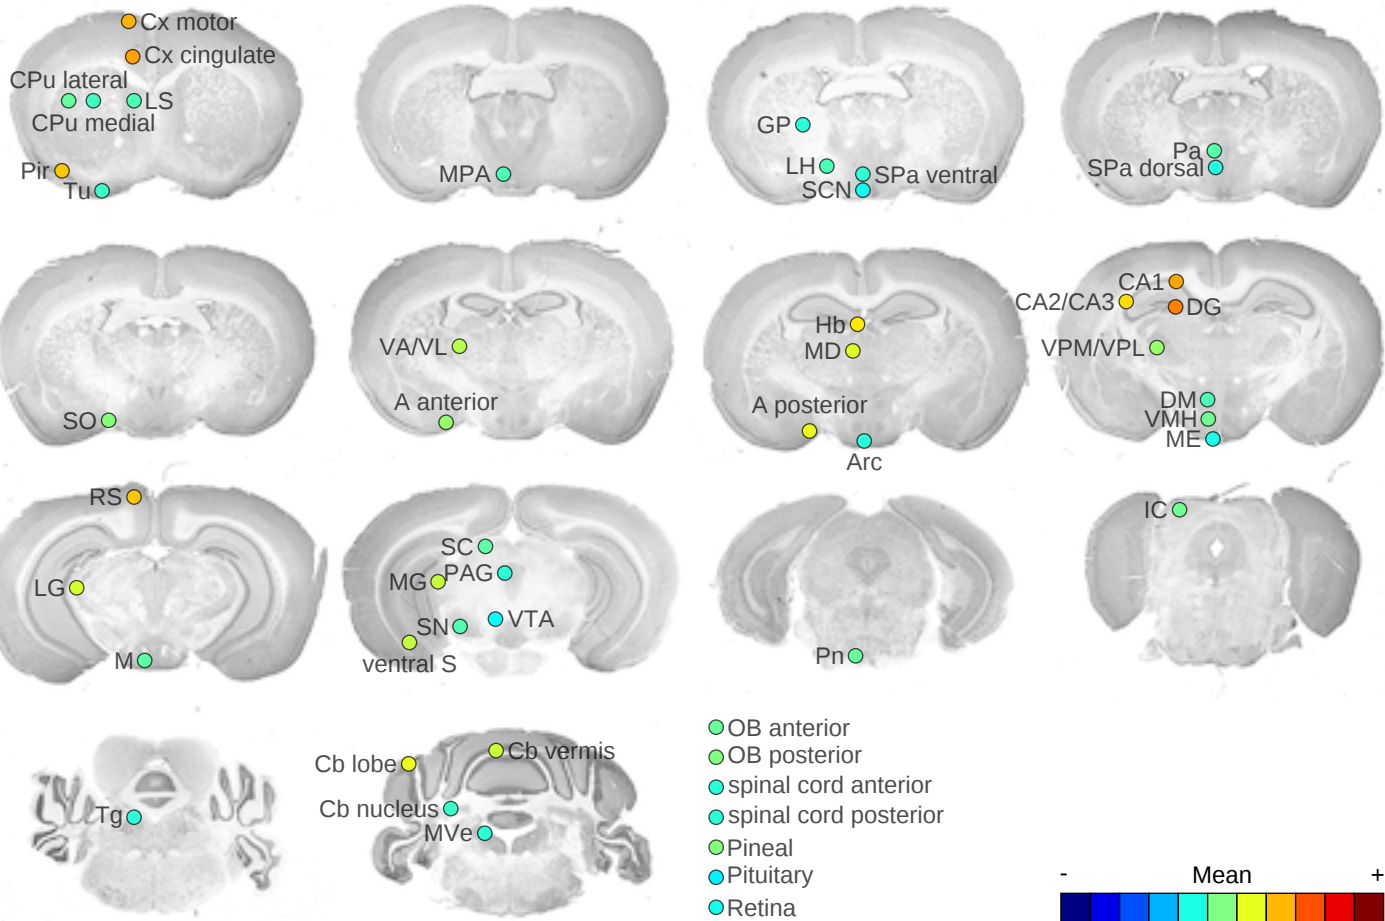 Cx motor
Cx cingulate
CPu lateral
LS
CPu medial
Pir
Tu
MPA
GP
LH
SPa ventral
SCN
Pa
SPa dorsal
SO
VA/VL
A anterior
Hb
MD
A posterior
Arc
CA1
CA2/CA3
DG
VPM/VPL
DM
VMH
ME
RS
LG
M
SC
MG
PAG
SN
VTA
ventral S
Pn
IC
Tg
Cb lobe
Cb vermis
Cb nucleus
MVe
OB anterior
OB posterior
spinal cord anterior
spinal cord posterior
Pineal
Pituitary
Retina
- Mean +